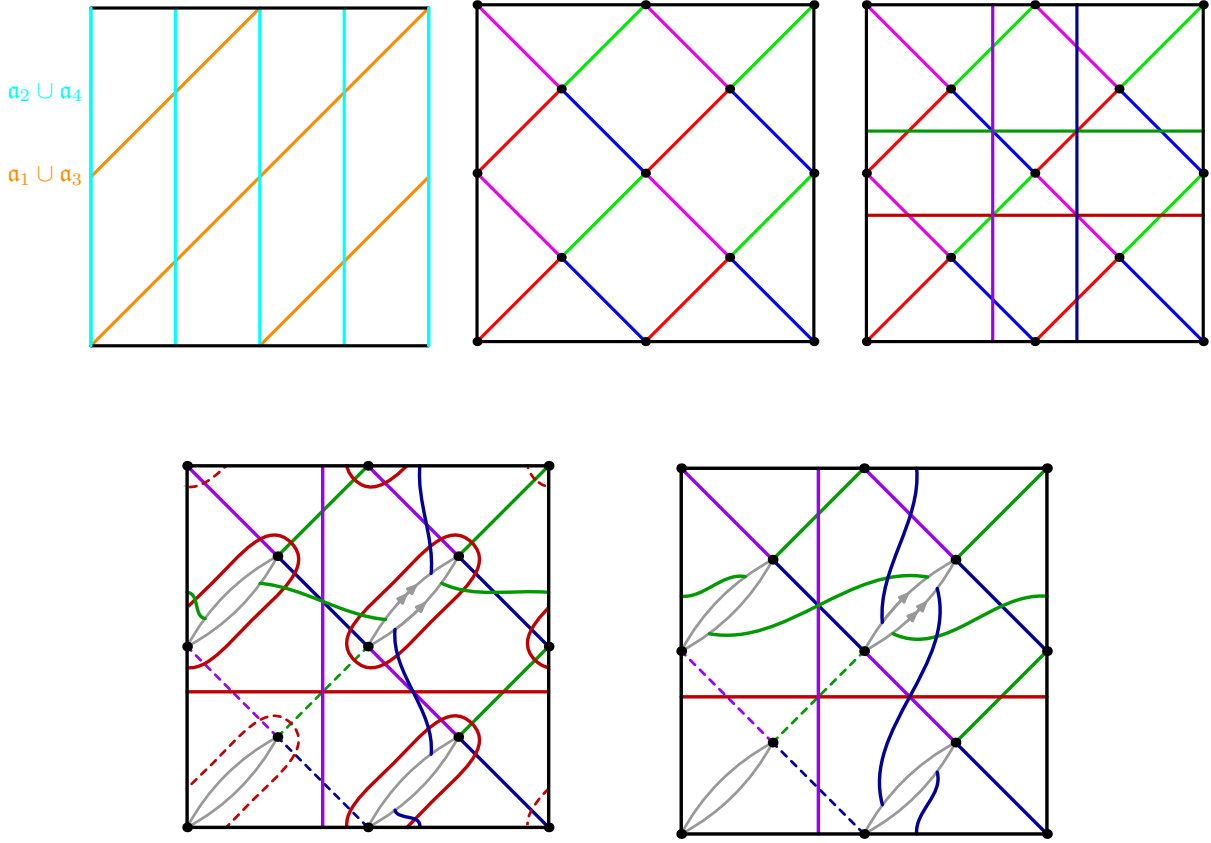 𝔞₂ ∪ 𝔞₄
𝔞₁ ∪ 𝔞₃